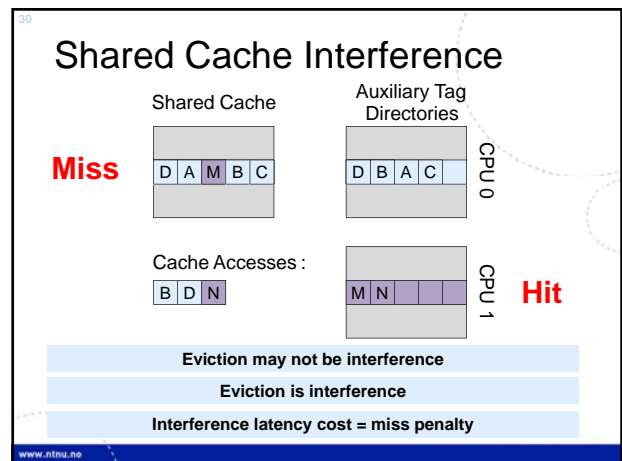 30
Shared Cache Interference
Shared Cache
Auxiliary Tag
Directories
Miss
D A M B C
D B A C
CPU 0
Cache Accesses :
B D N
M N
CPU 1
Hit
Eviction may not be interference
Eviction is interference
Interference latency cost = miss penalty
www.ntnu.no